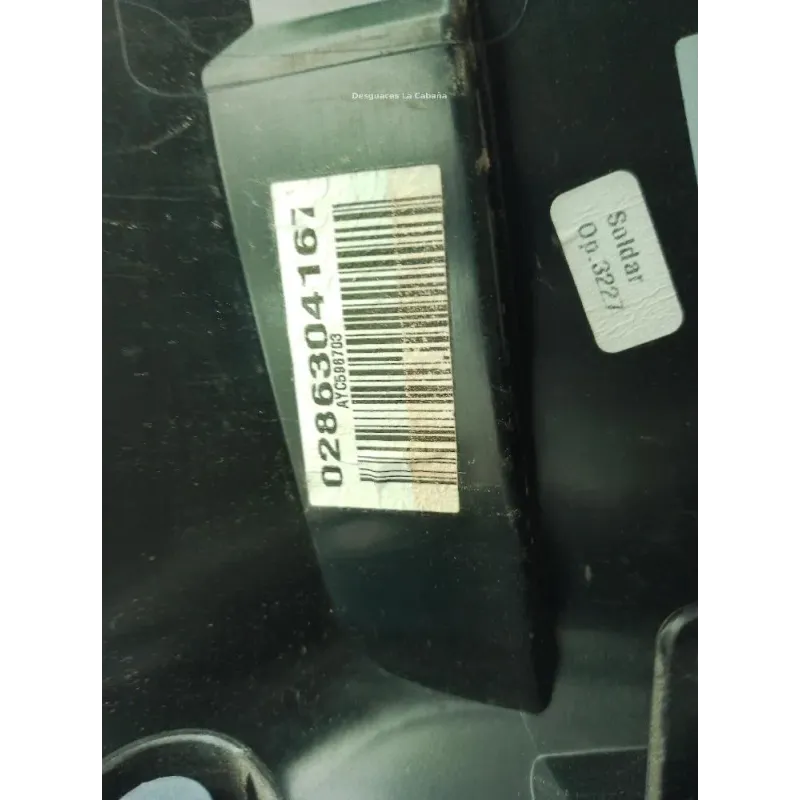 Desguaces La Cabaña
0286304167
AYC596703
Soldar
Op.3227